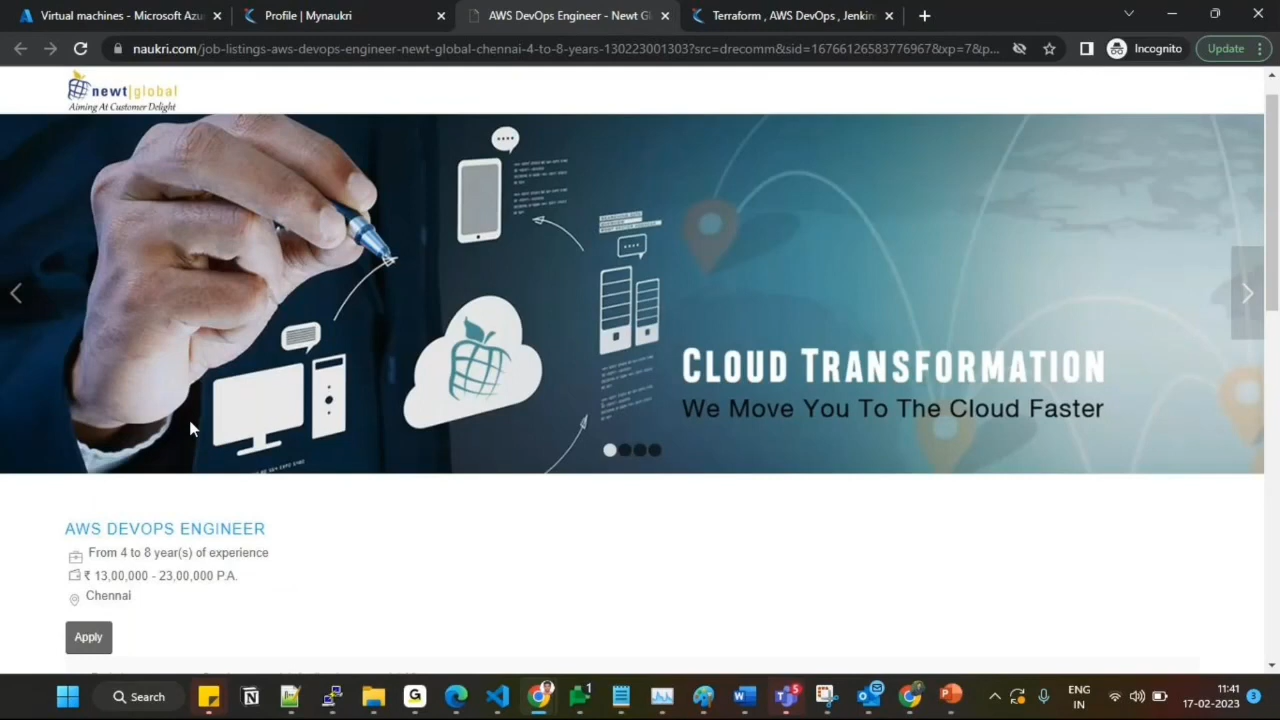 Virtual machines - Microsoft Azu
Profile | Mynaukri
AWS DevOps Engineer - Newt Gl
Terraform , AWS DevOps , Jenkin
naukri.com/job-listings-aws-devops-engineer-newt-global-chennai-4-to-8-years-130223001303?src=drecomm&sid=16766126583776967&xp=7&p...
Incognito
Update
newt|global
Aiming At Customer Delight
CLOUD TRANSFORMATION
We Move You To The Cloud Faster
AWS DEVOPS ENGINEER
From 4 to 8 year(s) of experience
₹ 13,00,000 - 23,00,000 P.A.
Chennai
Apply
Search
1
5
ENG
IN
11:41
17-02-2023
3